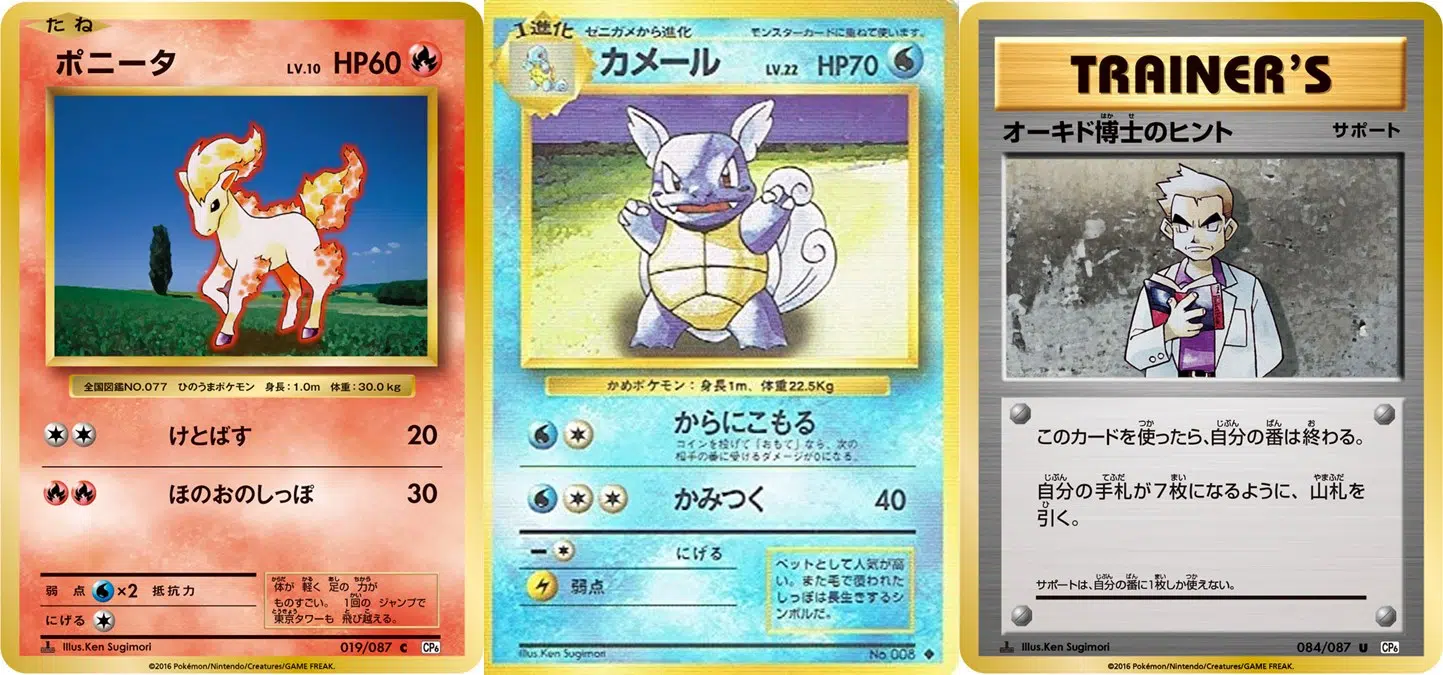 たね
ポニータ
LV.10 HP60
全国図鑑NO.077 ひのうまポケモン 身長:1.0m 体重:30.0kg
けとばす 20
ほのおのしっぽ 30
弱点 ×2 抵抗力
にげる
体が 軽く 足の 力が
ものすごい。 1回の ジャンプで
東京タワーも 飛び越える。
Illus.Ken Sugimori 019/087 C CP6
©2016 Pokémon/Nintendo/Creatures/GAME FREAK.
1進化 ゼニガメから進化 モンスターカードに重ねて使います。
カメール LV.22 HP70
かめポケモン:身長1m、体重22.5Kg
からにこもる
コインを投げて「おもて」なら、次の
相手の番に受けるダメージが0になる。
かみつく 40
ー にげる
弱点
ペットとして人気が高
い。また毛で覆われた
しっぽは長生きするシ
ンボルだ。
Illus.Ken Sugimori No.008
TRAINER'S
オーキド博士のヒント サポート
このカードを使ったら、自分の番は終わる。
自分の手札が7枚になるように、山札を
引く。
サポートは、自分の番に1枚しか使えない。
Illus.Ken Sugimori 084/087 U CP6
©2016 Pokémon/Nintendo/Creatures/GAME FREAK.